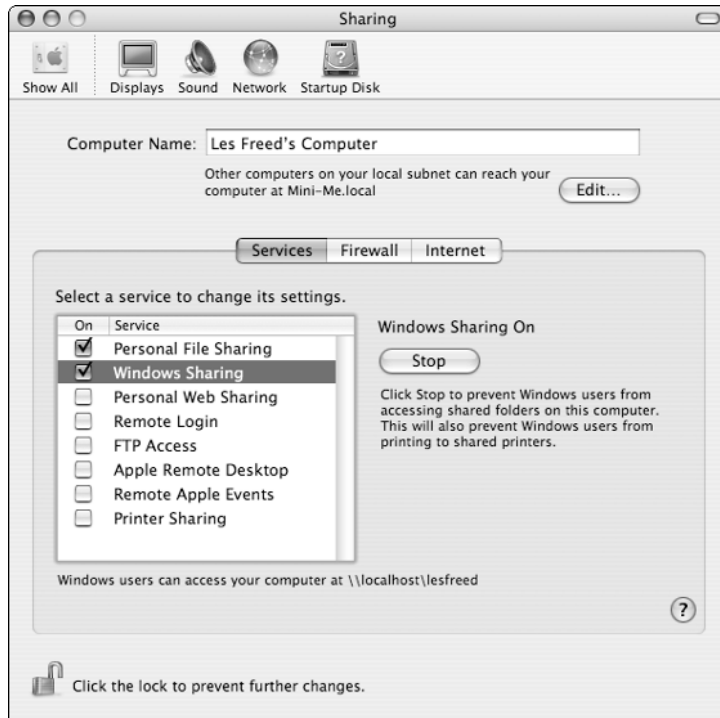 Sharing
Show All
Displays
Sound
Network
Startup Disk
Computer Name:
Les Freed's Computer
Other computers on your local subnet can reach your
computer at Mini-Me.local
Edit...
Services
Firewall
Internet
Select a service to change its settings.
On
Service
Personal File Sharing
Windows Sharing
Personal Web Sharing
Remote Login
FTP Access
Apple Remote Desktop
Remote Apple Events
Printer Sharing
Windows Sharing On
Stop
Click Stop to prevent Windows users from
accessing shared folders on this computer.
This will also prevent Windows users from
printing to shared printers.
Windows users can access your computer at \\localhost\lesfreed
?
Click the lock to prevent further changes.